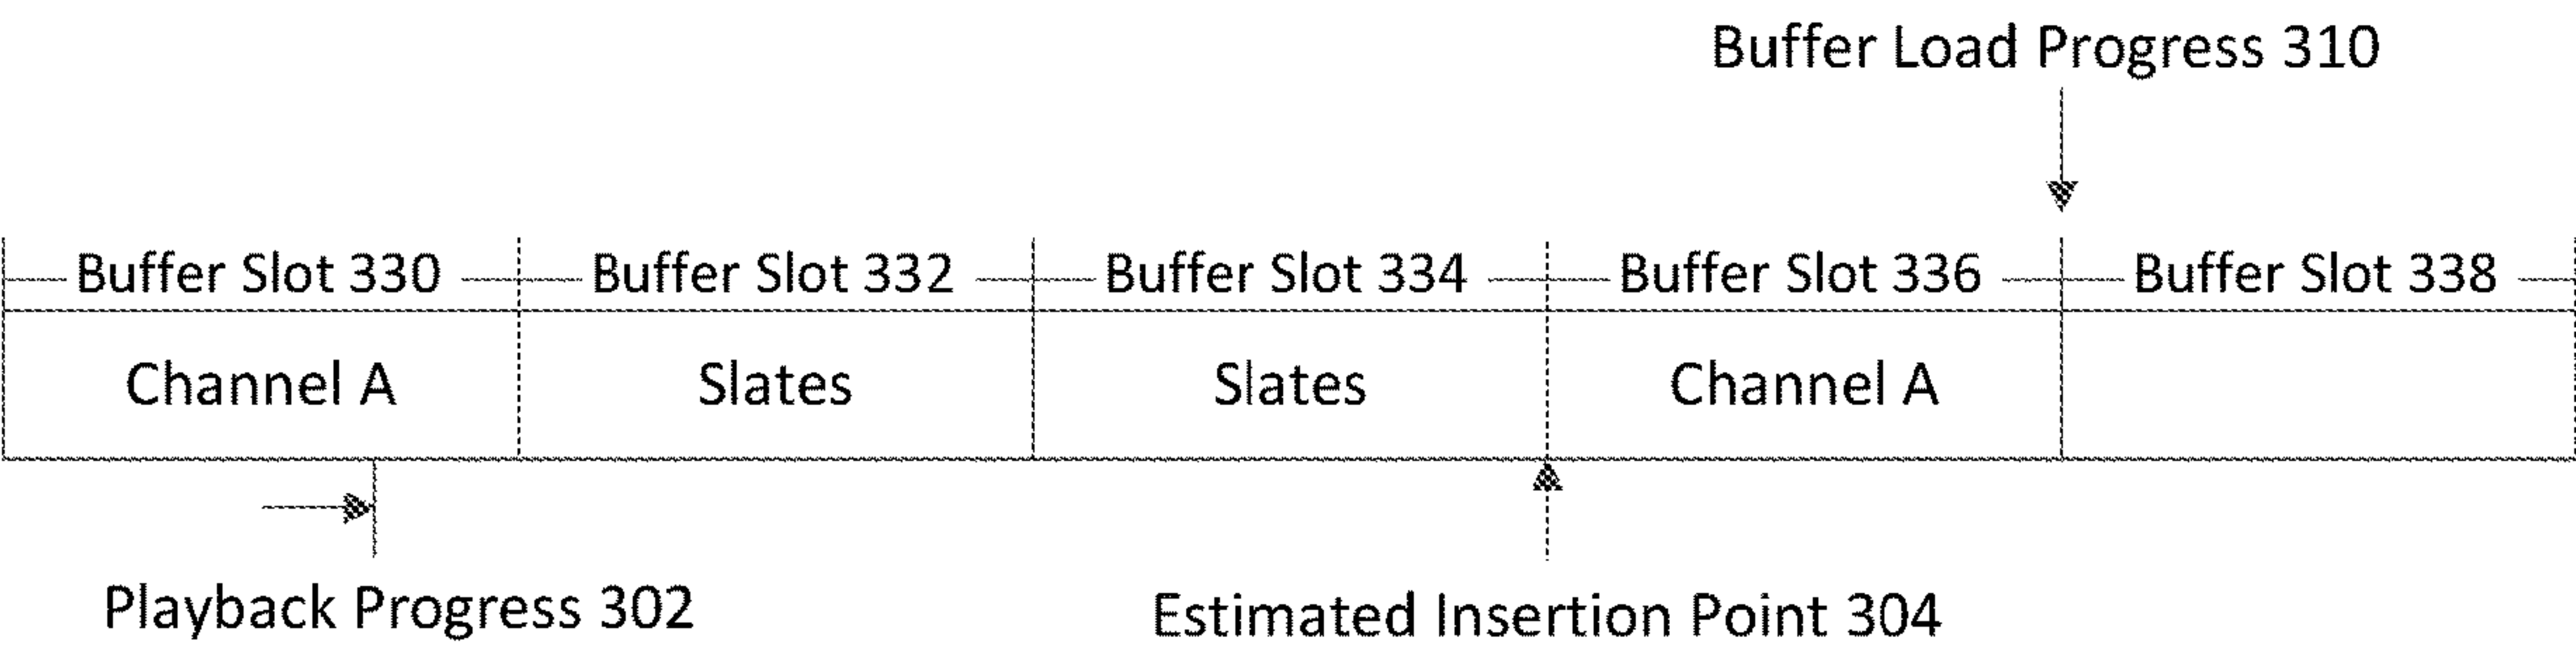 Buffer Load Progress 310
Buffer Slot 330 Buffer Slot 332 Buffer Slot 334 Buffer Slot 336 Buffer Slot 338
Channel A Slates Slates Channel A
Playback Progress 302 Estimated Insertion Point 304